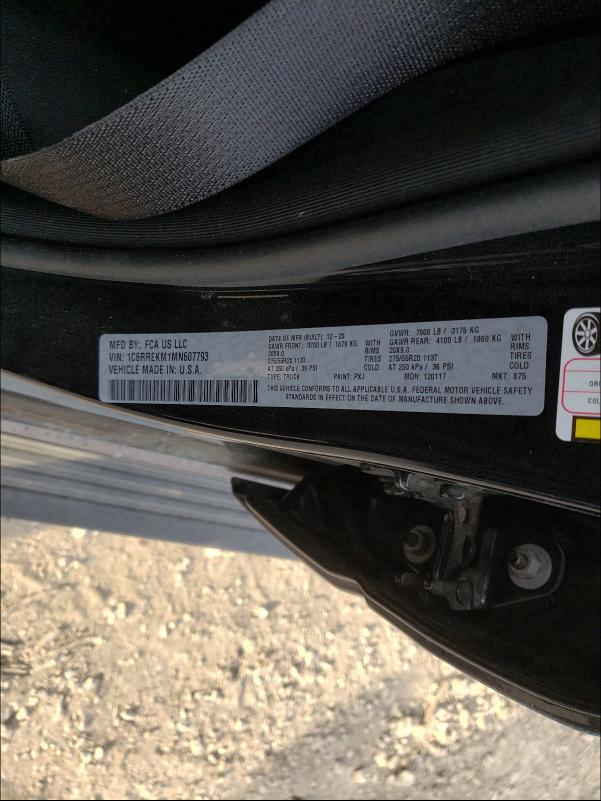 MFD BY: FCA US LLC
VIN: 1C6RREKM1MN607793
VEHICLE MADE IN: U.S.A.
DATE OF MFR (BUILT): 12-20
GAWR FRONT: 3700 LB / 1679 KG WITH
20X9.0 RIMS
275/55R20 113T TIRES
AT 250 kPa / 36 PSI COLD
TYPE: TRUCK PAINT: PXJ
GVWR: 7000 LB / 3176 KG
GAWR REAR: 4100 LB / 1860 KG WITH
20X9.0 RIMS
275/55R20 113T TIRES
AT 250 kPa / 36 PSI COLD
MDH: 120117 MKT: 875
THIS VEHICLE CONFORMS TO ALL APPLICABLE U.S.A. FEDERAL MOTOR VEHICLE SAFETY
STANDARDS IN EFFECT ON THE DATE OF MANUFACTURE SHOWN ABOVE.